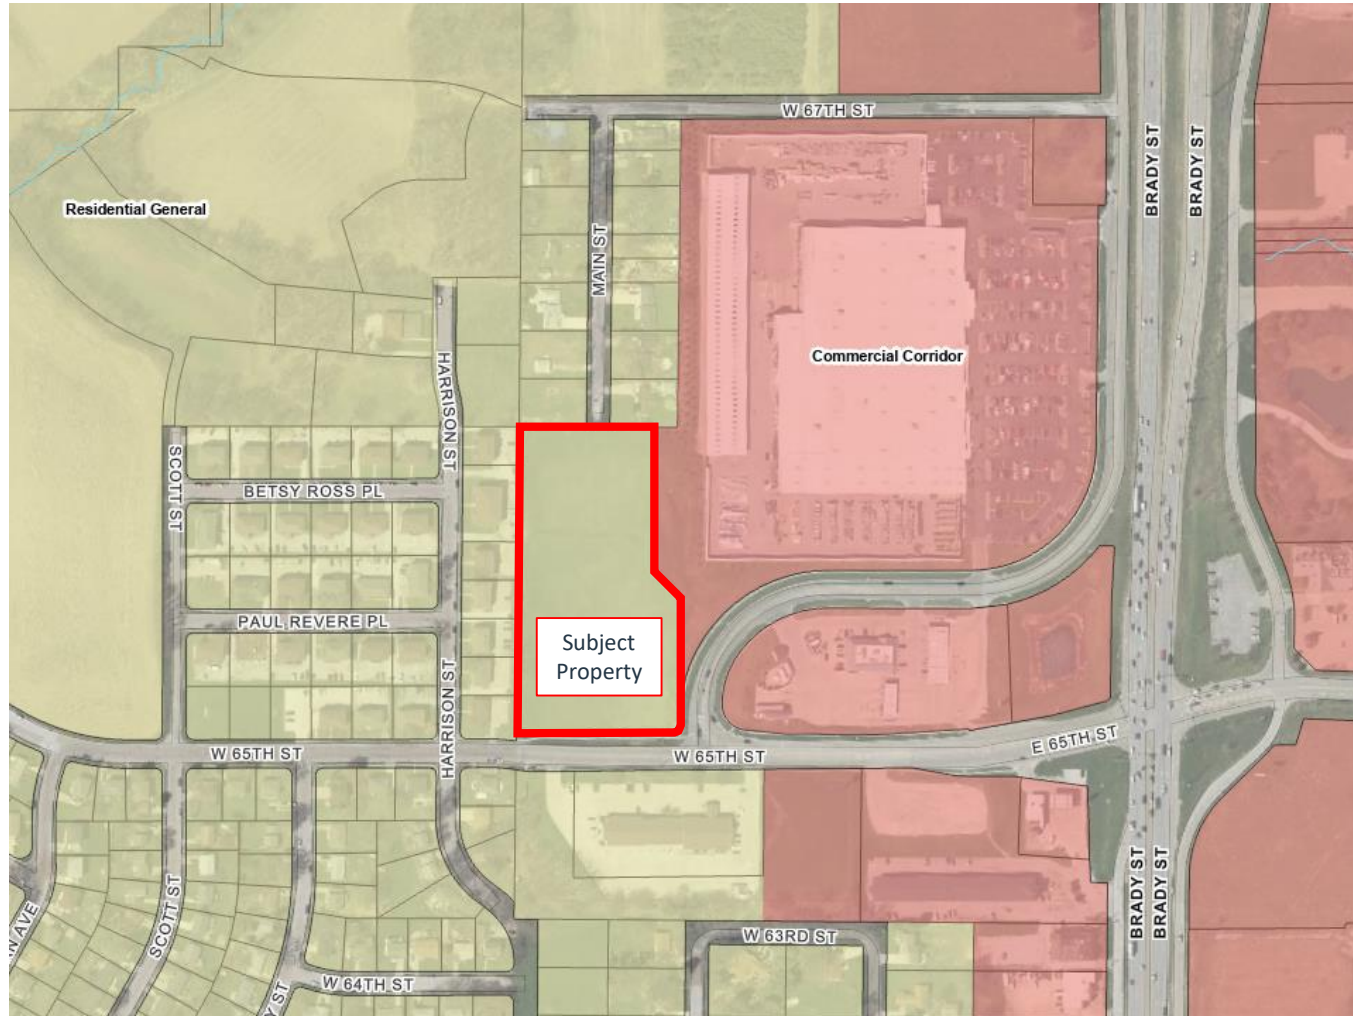 W 67TH ST
BRADY ST
BRADY ST
Residential General
MAIN ST
Commercial Corridor
HARRISON ST
SCOTT ST
BETSY ROSS PL
PAUL REVERE PL
Subject
Property
HARRISON ST
W 65TH ST
W 65TH ST
E 65TH ST
BRADY ST
BRADY ST
SCOTT ST
W 63RD ST
W 64TH ST
AVE
ST